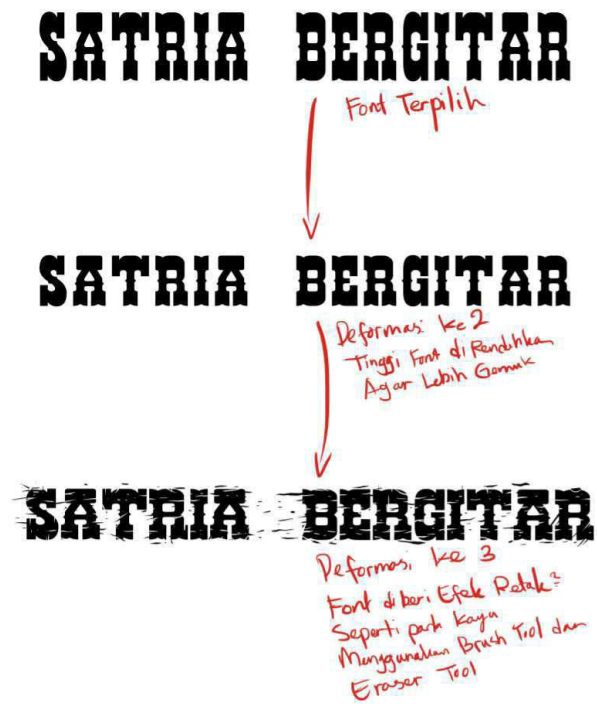 SATRIA BERGITAR
Font Terpilih
SATRIA BERGITAR
Deformasi ke 2
Tinggi Font di Rendahkan
Agar Lebih Gemuk
SATRIA BERGITAR
Deformasi ke 3
Font diberi Efek Retak²
Seperti pada kayu
Menggunakan Brush Tool dan
Eraser Tool